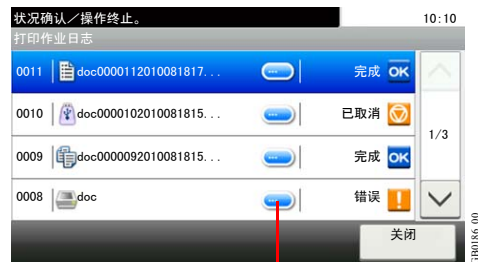 状况确认／操作终止。 10:10
打印作业日志
0011 doc0000112010081817... 完成 OK
0010 doc0000102010081815... 已取消
1/3
0009 doc0000092010081815... 完成 OK
0008 doc 错误
关闭
GB0186_00